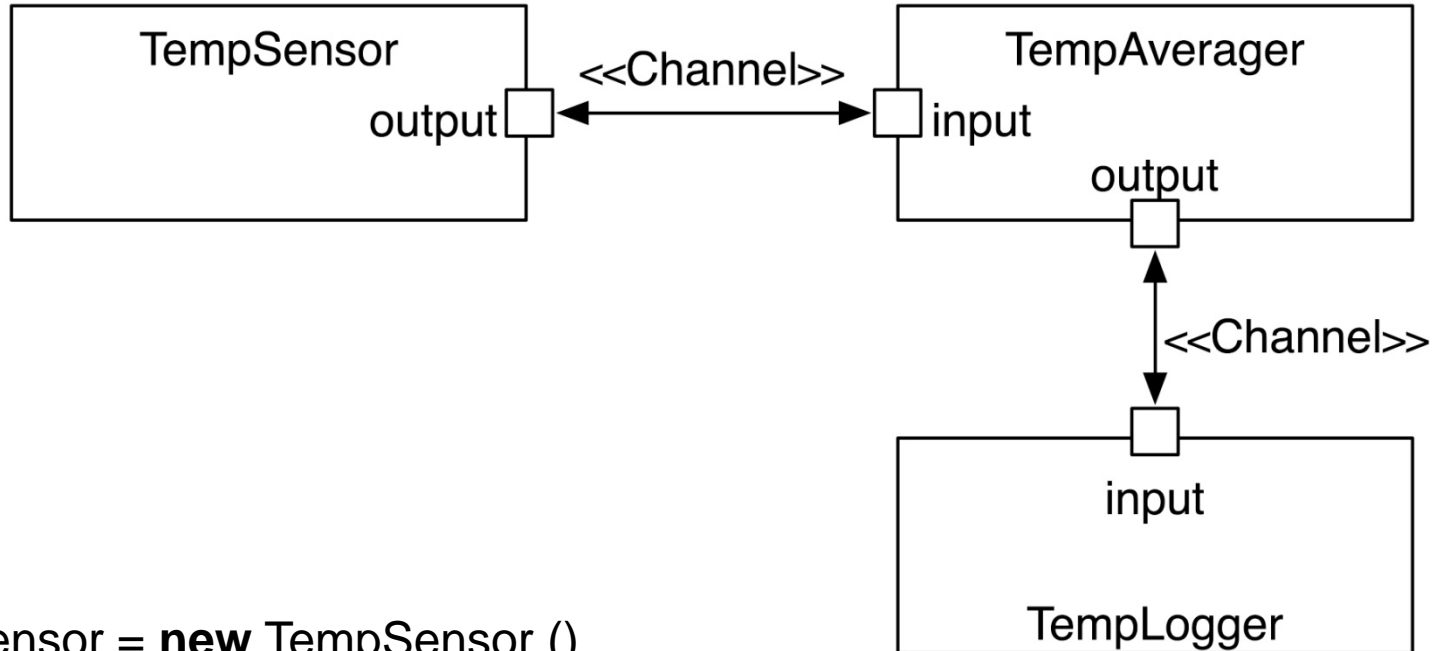 TempSensor
<<Channel>>
TempAverager
output
input
output
<<Channel>>
input
TempLogger
ensor = new TempSensor ()